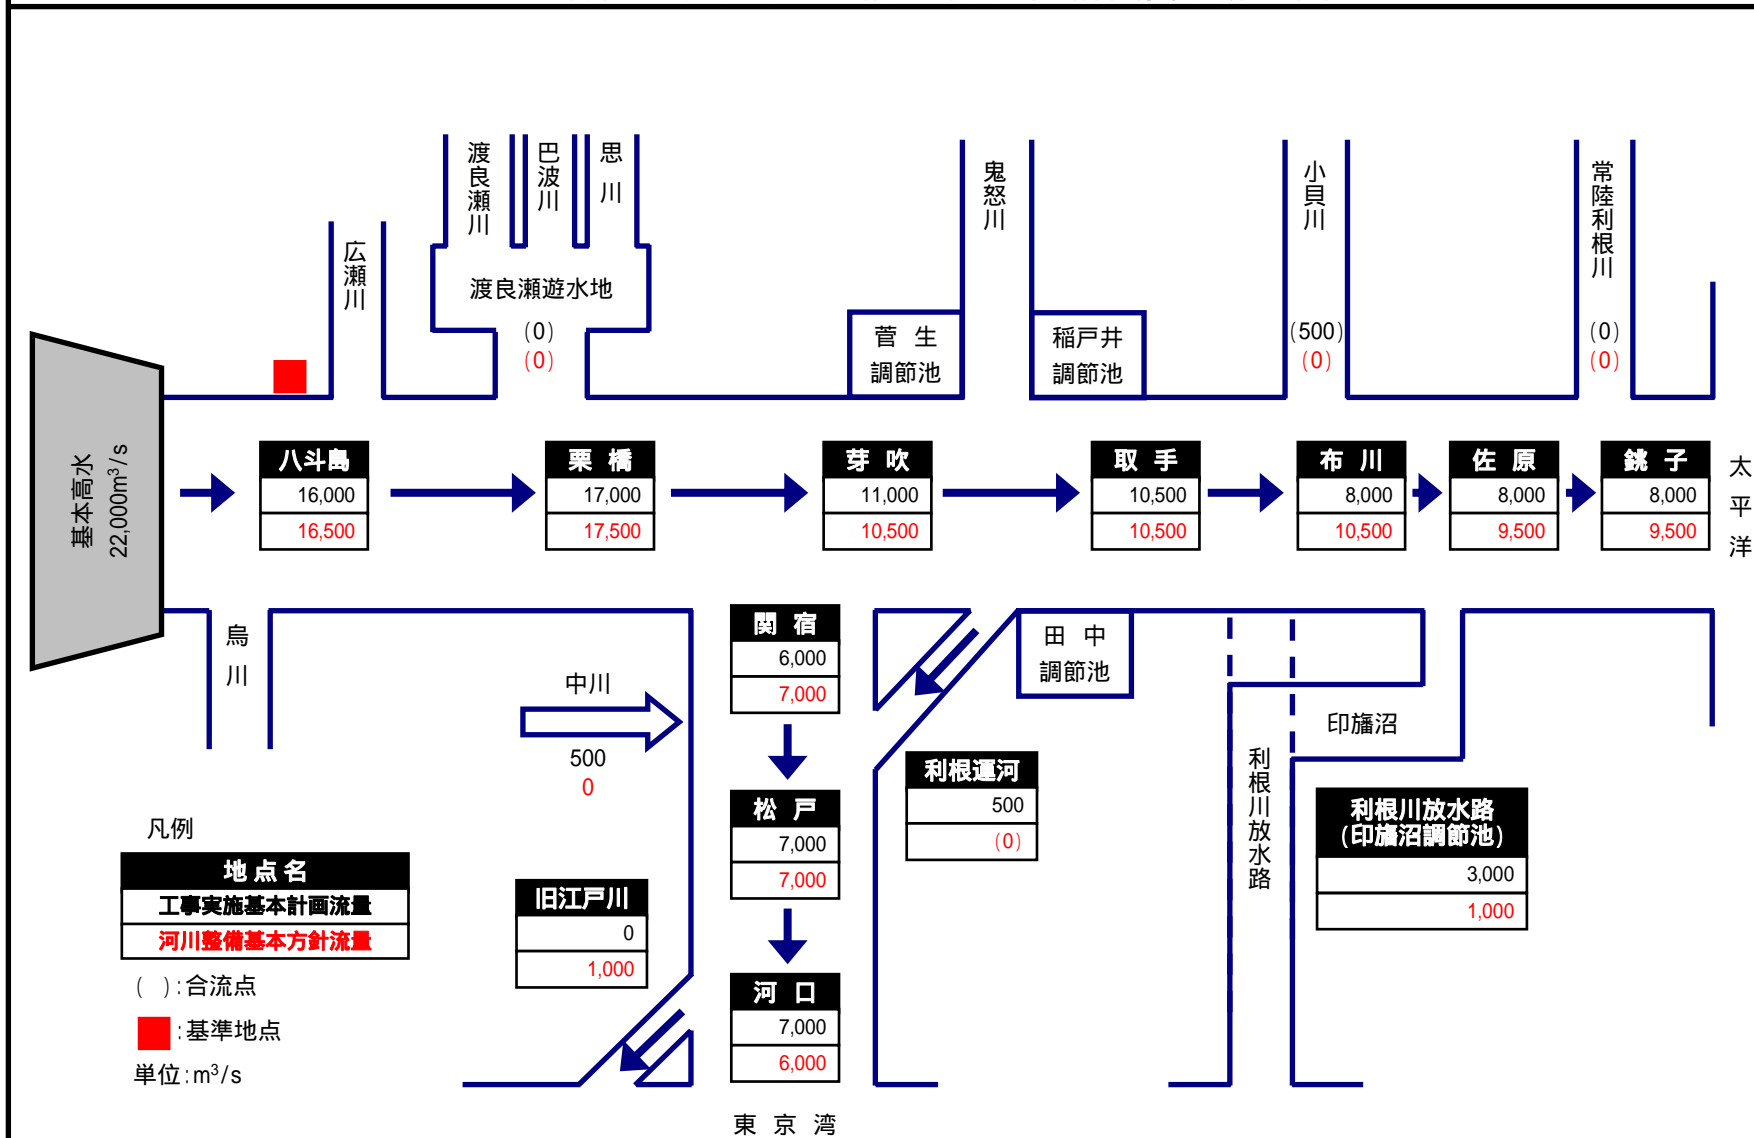 渡良瀬川
巴波川
思川
鬼怒川
小貝川
常陸利根川
広瀬川
渡良瀬遊水地
(0)
(0)
菅生
調節池
稲戸井
調節池
(500)
(0)
(0)
(0)
基本高水
22,000m³/s
八斗島
16,000
16,500
栗橋
17,000
17,500
芽吹
11,000
10,500
取手
10,500
10,500
布川
8,000
10,500
佐原
8,000
9,500
銚子
8,000
9,500
太平洋
烏川
中川
500
0
関宿
6,000
7,000
田中
調節池
印旛沼
利根運河
500
(0)
利根川放水路
利根川放水路
(印旛沼調節池)
3,000
1,000
松戸
7,000
7,000
旧江戸川
0
1,000
河口
7,000
6,000
東京湾
凡例
地点名
工事実施基本計画流量
河川整備基本方針流量
( ):合流点
:基準地点
単位:m³/s